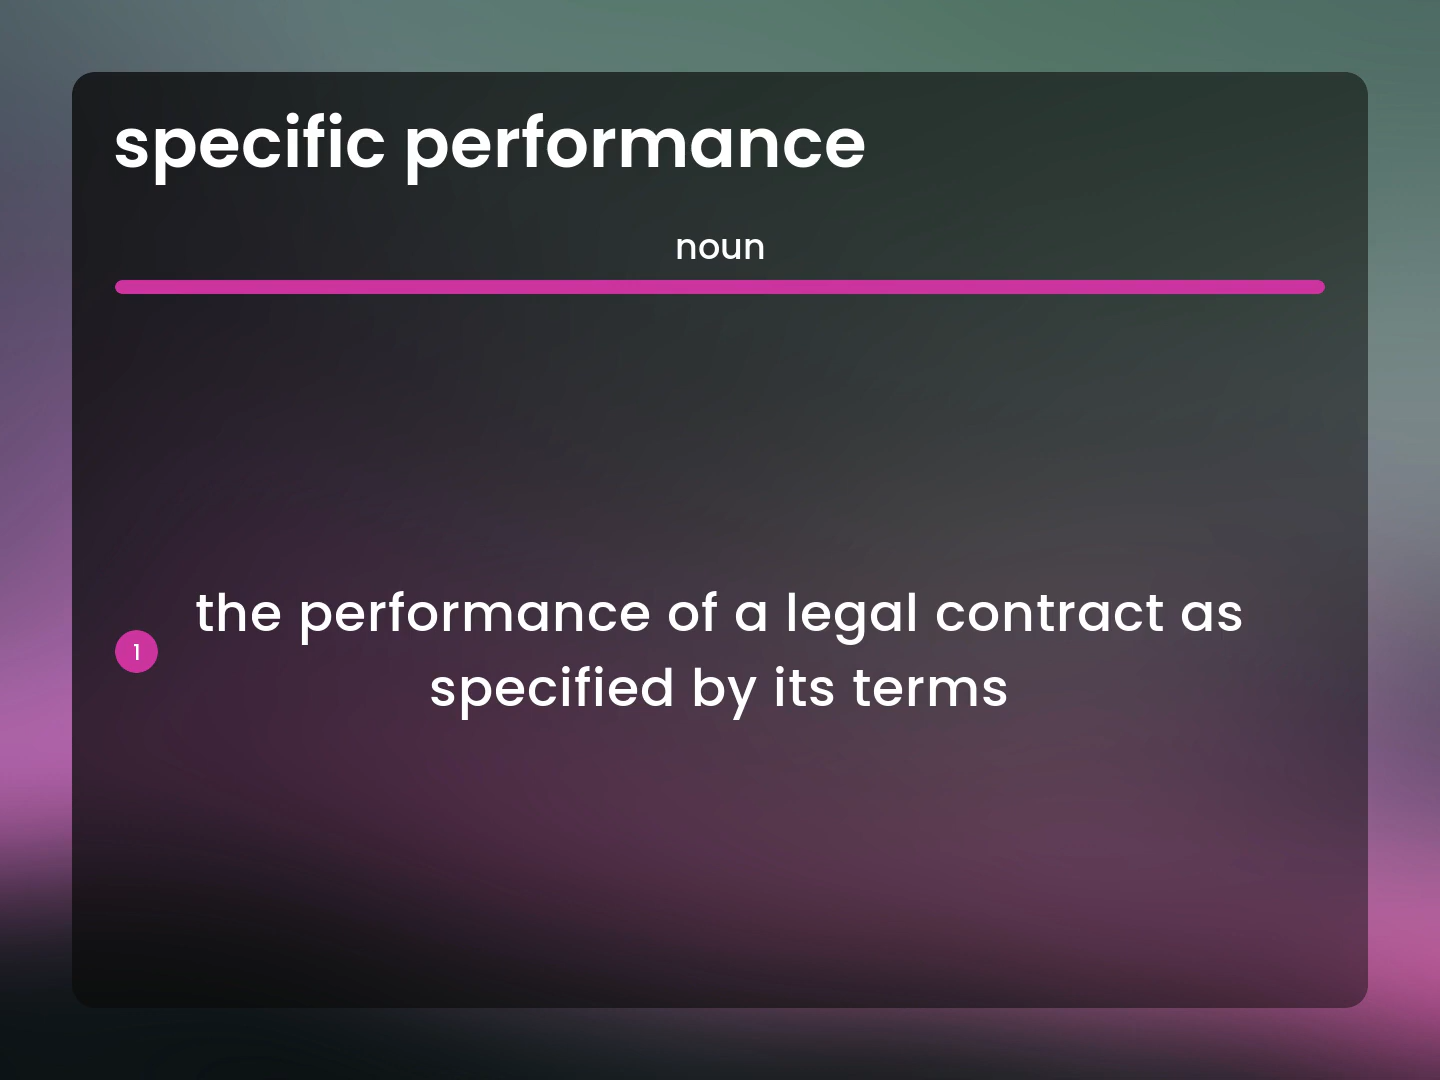 specific performance
noun
1
the performance of a legal contract as
specified by its terms